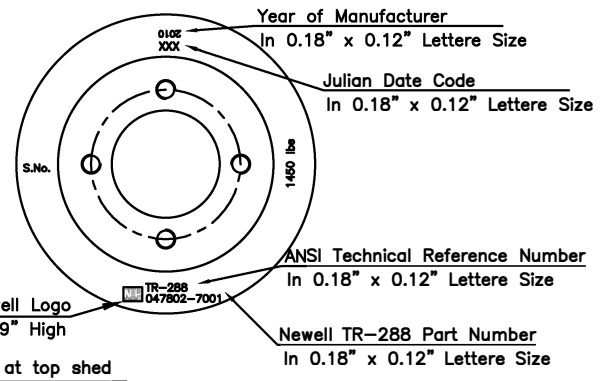 Year of Manufacturer
In 0.18" x 0.12" Lettere Size
2010
XXX
Julian Date Code
In 0.18" x 0.12" Lettere Size
S.No.
1450 lbs
ANSI Technical Reference Number
In 0.18" x 0.12" Lettere Size
TR-288
047802-7001
ell Logo
9" High
Newell TR-288 Part Number
In 0.18" x 0.12" Lettere Size
at top shed